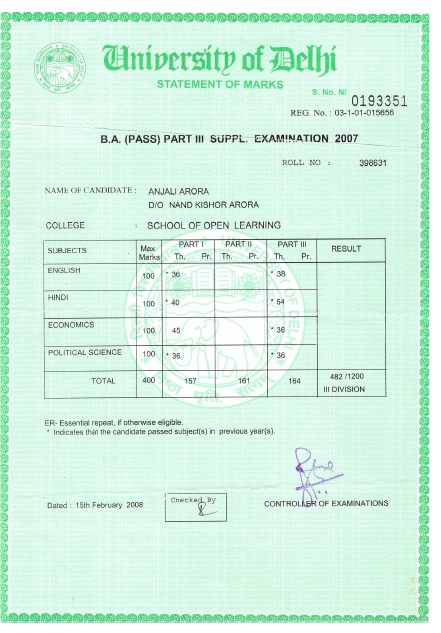 University of Delhi
STATEMENT OF MARKS
S. No. N/ 0193351
REG. No. : 03-1-01-015656
B.A. (PASS) PART III SUPPL. EXAMINATION 2007
ROLL NO : 398631
NAME OF CANDIDATE : ANJALI ARORA
D/O NAND KISHOR ARORA
COLLEGE : SCHOOL OF OPEN LEARNING
SUBJECTS Max Marks PART I Th. Pr. PART II Th. Pr. PART III Th. Pr. RESULT
ENGLISH 100 * 36 * 38
HINDI 100 * 40 * 54
ECONOMICS 100 45 * 36
POLITICAL SCIENCE 100 * 36 * 36
TOTAL 400 157 161 164 482 /1200
III DIVISION
ER- Essential repeat, if otherwise eligible.
* Indicates that the candidate passed subject(s) in previous year(s).
Dated : 15th February 2008
Checked By
CONTROLLER OF EXAMINATIONS